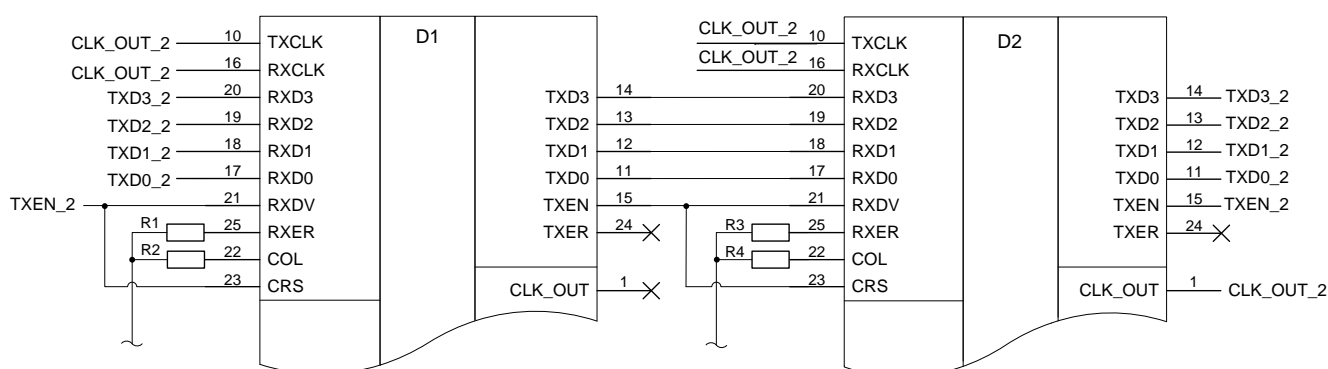 CLK_OUT_2 10 TXCLK D1 CLK_OUT_2 10 TXCLK D2
CLK_OUT_2 16 RXCLK CLK_OUT_2 16 RXCLK
TXD3_2 20 RXD3 TXD3 14 20 RXD3 TXD3 14 TXD3_2
TXD2_2 19 RXD2 TXD2 13 19 RXD2 TXD2 13 TXD2_2
TXD1_2 18 RXD1 TXD1 12 18 RXD1 TXD1 12 TXD1_2
TXD0_2 17 RXD0 TXD0 11 17 RXD0 TXD0 11 TXD0_2
TXEN_2 21 RXDV TXEN 15 21 RXDV TXEN 15 TXEN_2
R1 25 RXER TXER 24 R3 25 RXER TXER 24
R2 22 COL R4 22 COL
23 CRS CLK_OUT 1 23 CRS CLK_OUT 1 CLK_OUT_2